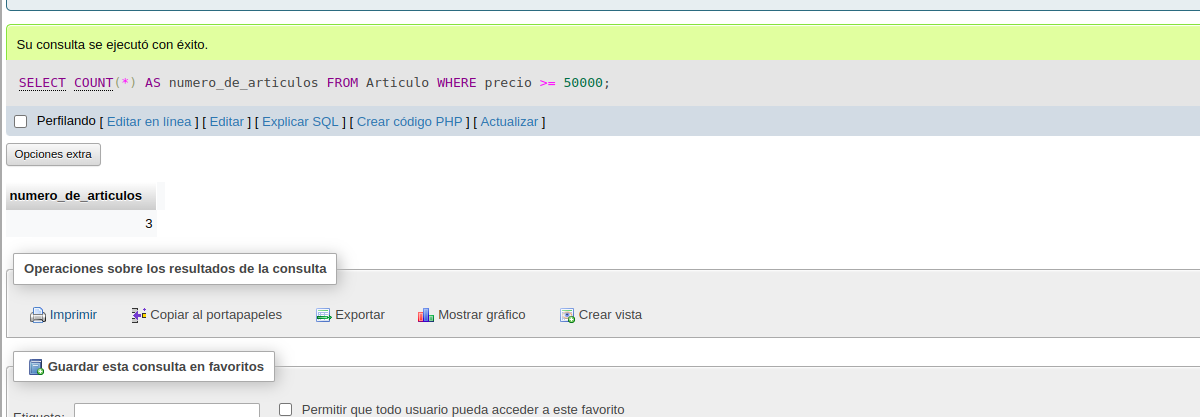 Su consulta se ejecutó con éxito.
SELECT COUNT(*) AS numero_de_articulos FROM Articulo WHERE precio >= 50000;
Perfilando [ Editar en línea ] [ Editar ] [ Explicar SQL ] [ Crear código PHP ] [ Actualizar ]
Opciones extra
numero_de_articulos
3
Operaciones sobre los resultados de la consulta
Imprimir Copiar al portapapeles Exportar Mostrar gráfico Crear vista
Guardar esta consulta en favoritos
Etiqueta: Permitir que todo usuario pueda acceder a este favorito